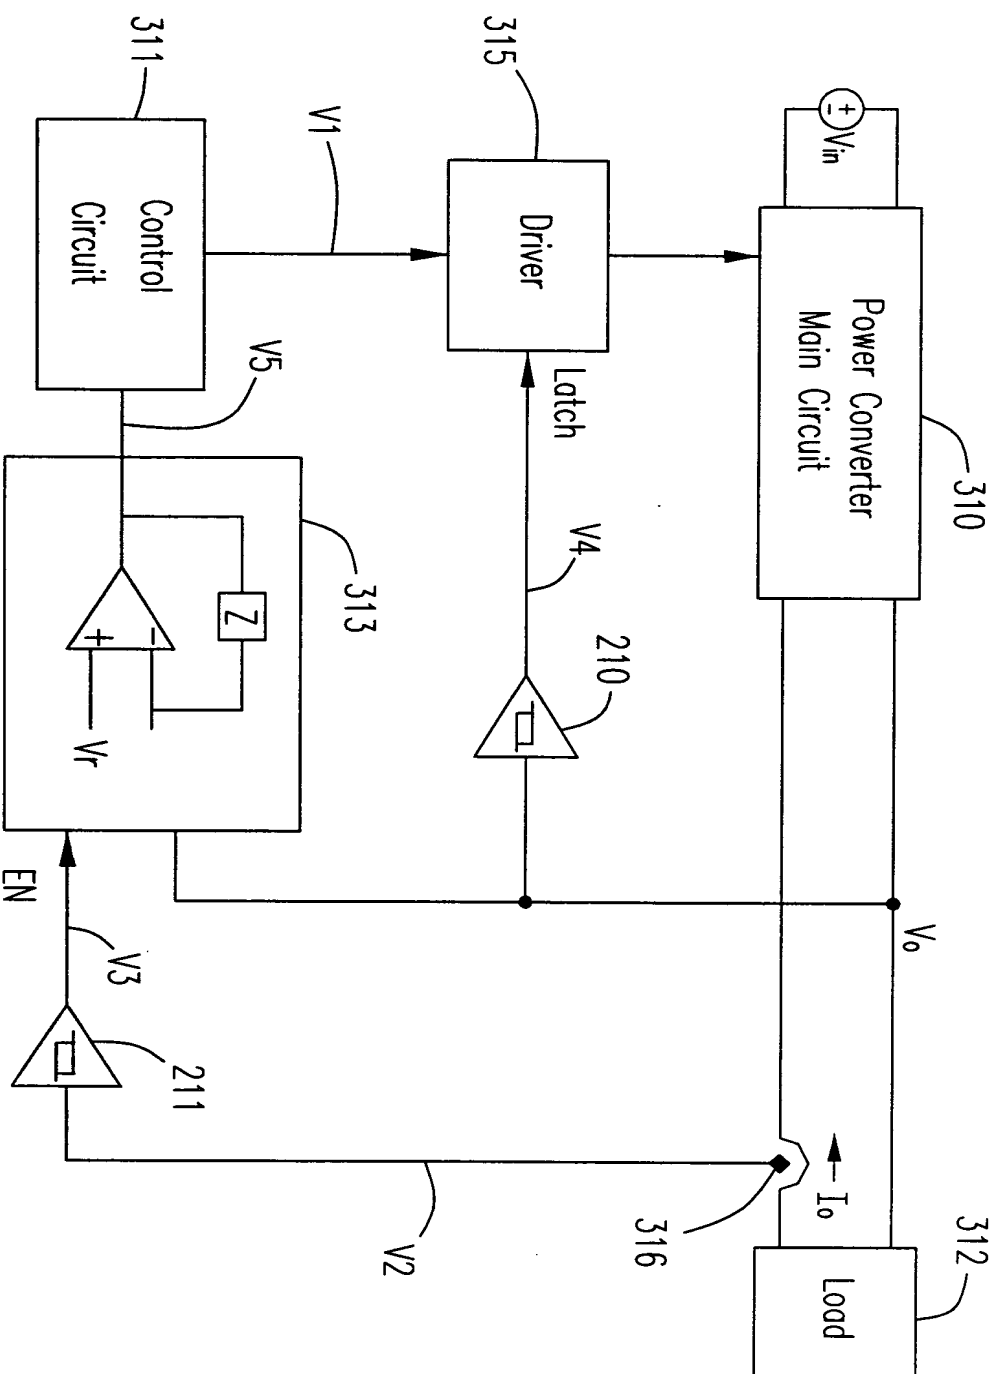 310
312
Vin
+
-
Power Converter
Main Circuit
Vo
Io
Load
316
315
Driver
Latch
V4
210
V1
V2
311
Control
Circuit
V5
313
Z
-
+
Vr
EN
V3
211